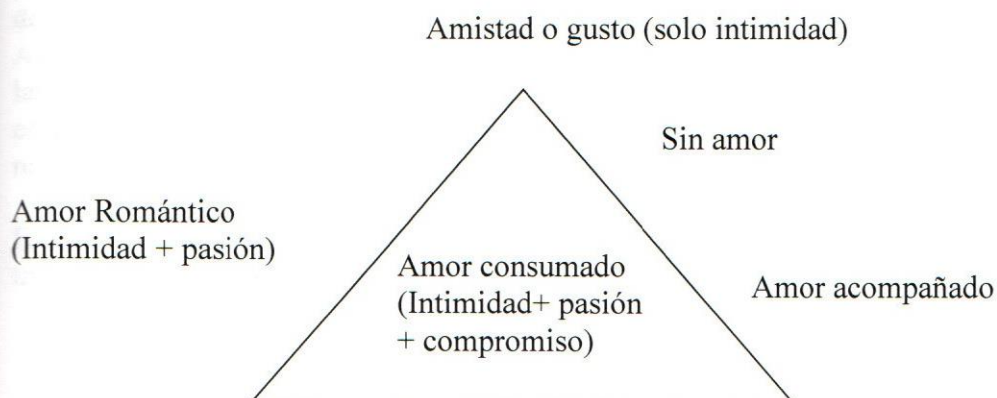 Amistad o gusto (solo intimidad)
Sin amor
Amor Romántico
(Intimidad + pasión)
Amor consumado
(Intimidad+ pasión
+ compromiso)
Amor acompañado